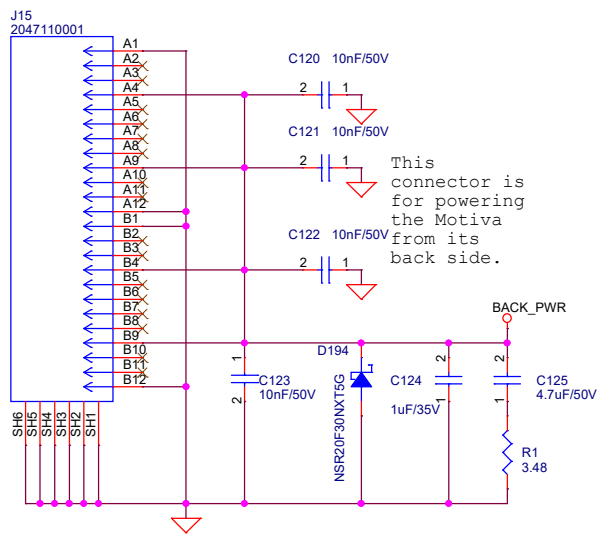 J15
2047110001
A1
A2
A3
A4
A5
A6
A7
A8
A9
A10
A11
A12
B1
B2
B3
B4
B5
B6
B7
B8
B9
B10
B11
B12
SH6
SH5
SH4
SH3
SH2
SH1
C120 10nF/50V
2 1
C121 10nF/50V
2 1
C122 10nF/50V
2 1
This
connector is
for powering
the Motiva
from its
back side.
BACK_PWR
1
2
C123
10nF/50V
D194
NSR20F30NXT5G
2
1
C124
1uF/35V
2
1
C125
4.7uF/50V
R1
3.48